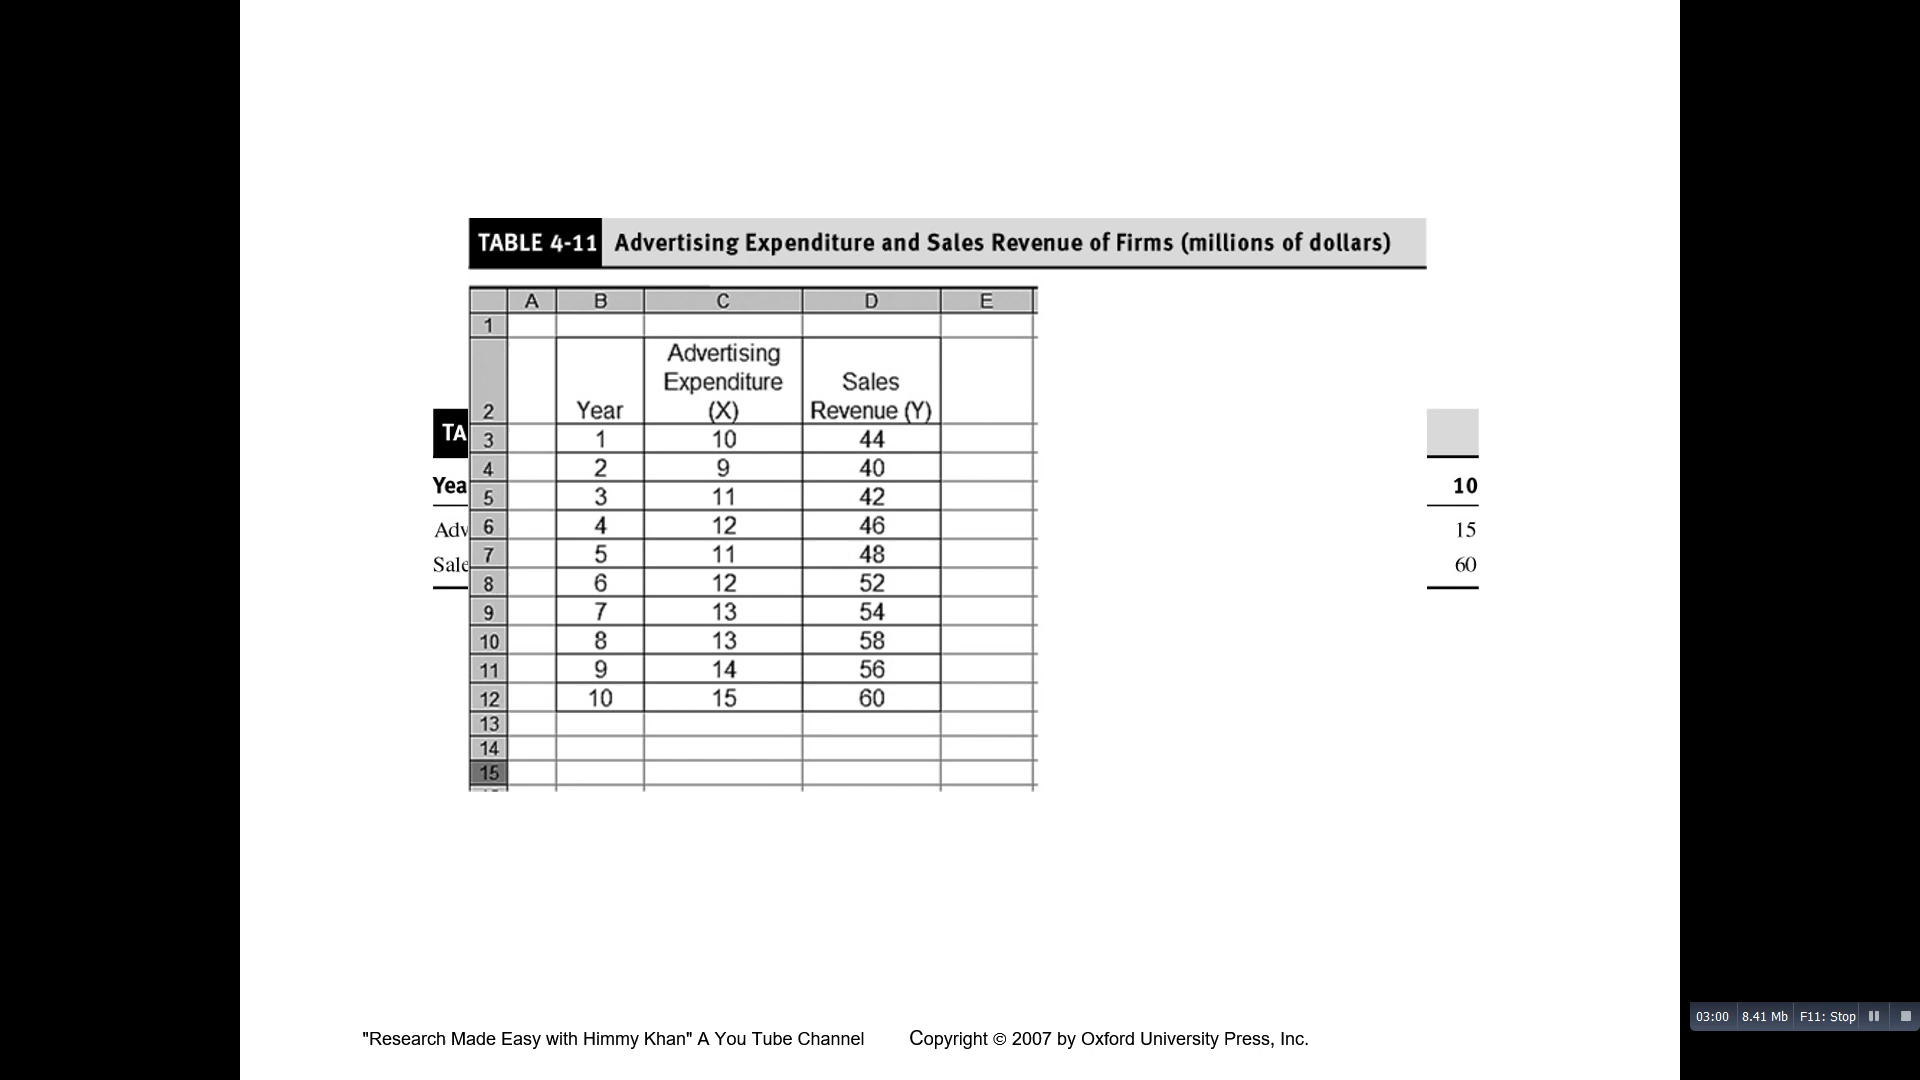 TABLE 4-11 Advertising Expenditure and Sales Revenue of Firms (millions of dollars)
A B C D E
1
2 Year Advertising Expenditure (X) Sales Revenue (Y)
3 1 10 44
4 2 9 40
5 3 11 42
6 4 12 46
7 5 11 48
8 6 12 52
9 7 13 54
10 8 13 58
11 9 14 56
12 10 15 60
13
14
15
TA
Yea 10
Adv 15
Sale 60
"Research Made Easy with Himmy Khan" A You Tube Channel Copyright © 2007 by Oxford University Press, Inc.
03:00 8.41 Mb F11: Stop